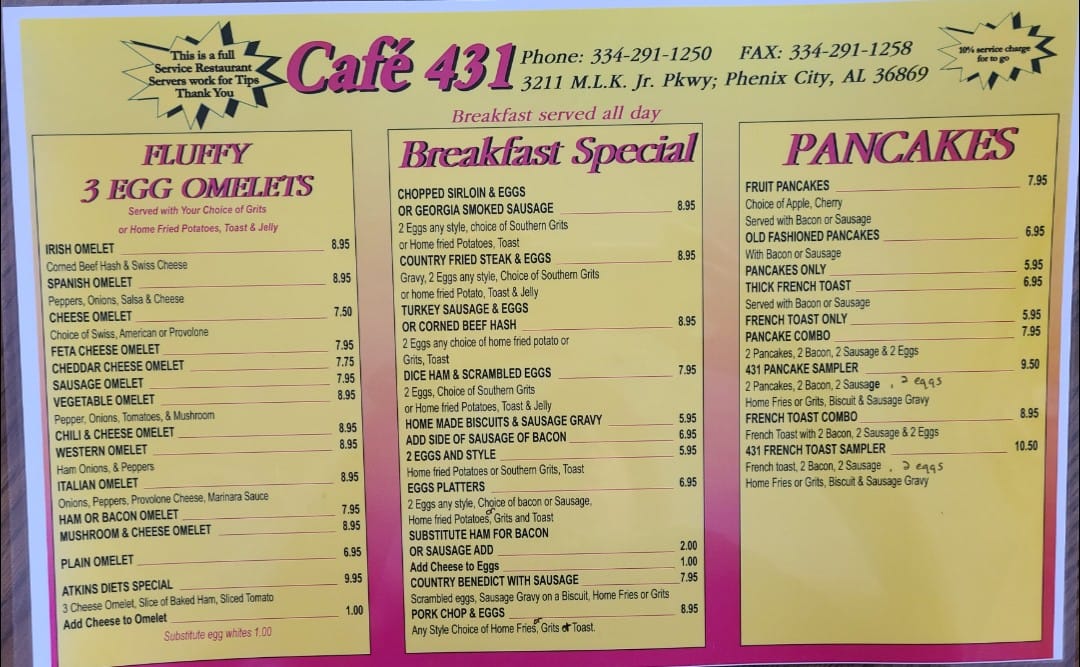 This is a full
Service Restaurant
Servers work for Tips
Thank You
Café 431
Phone: 334-291-1250 FAX: 334-291-1258
3211 M.L.K. Jr. Pkwy; Phenix City, AL 36869
10% service charge
for to go
Breakfast served all day
FLUFFY
3 EGG OMELETS
Served with Your Choice of Grits
or Home Fried Potatoes, Toast & Jelly
IRISH OMELET 8.95
Corned Beef Hash & Swiss Cheese
SPANISH OMELET 8.95
Peppers, Onions, Salsa & Cheese
CHEESE OMELET 7.50
Choice of Swiss, American or Provolone
FETA CHEESE OMELET 7.95
CHEDDAR CHEESE OMELET 7.75
SAUSAGE OMELET 7.95
VEGETABLE OMELET 8.95
Pepper, Onions, Tomatoes, & Mushroom
CHILI & CHEESE OMELET 8.95
WESTERN OMELET 8.95
Ham Onions, & Peppers
ITALIAN OMELET 8.95
Onions, Peppers, Provolone Cheese, Marinara Sauce
HAM OR BACON OMELET 7.95
MUSHROOM & CHEESE OMELET 8.95
PLAIN OMELET 6.95
ATKINS DIETS SPECIAL 9.95
3 Cheese Omelet, Slice of Baked Ham, Sliced Tomato
Add Cheese to Omelet 1.00
Substitute egg whites 1.00
Breakfast Special
CHOPPED SIRLOIN & EGGS
OR GEORGIA SMOKED SAUSAGE 8.95
2 Eggs any style, choice of Southern Grits
or Home fried Potatoes, Toast
COUNTRY FRIED STEAK & EGGS 8.95
Gravy, 2 Eggs any style, Choice of Southern Grits
or home fried Potato, Toast & Jelly
TURKEY SAUSAGE & EGGS
OR CORNED BEEF HASH 8.95
2 Eggs any choice of home fried potato or
Grits, Toast
DICE HAM & SCRAMBLED EGGS 7.95
2 Eggs, Choice of Southern Grits
or Home fried Potatoes, Toast & Jelly
HOME MADE BISCUITS & SAUSAGE GRAVY 5.95
ADD SIDE OF SAUSAGE OF BACON 6.95
2 EGGS AND STYLE 5.95
Home fried Potatoes or Southern Grits, Toast
EGGS PLATTERS 6.95
2 Eggs any style, Choice of bacon or Sausage,
Home fried Potatoes, or Grits and Toast
SUBSTITUTE HAM FOR BACON
OR SAUSAGE ADD 2.00
Add Cheese to Eggs 1.00
COUNTRY BENEDICT WITH SAUSAGE 7.95
Scrambled eggs, Sausage Gravy on a Biscuit, Home Fries or Grits
PORK CHOP & EGGS 8.95
Any Style Choice of Home Fries, or Grits Toast.
PANCAKES
FRUIT PANCAKES 7.95
Choice of Apple, Cherry
Served with Bacon or Sausage
OLD FASHIONED PANCAKES 6.95
With Bacon or Sausage
PANCAKES ONLY 5.95
THICK FRENCH TOAST 6.95
Served with Bacon or Sausage
FRENCH TOAST ONLY 5.95
PANCAKE COMBO 7.95
2 Pancakes, 2 Bacon, 2 Sausage & 2 Eggs
431 PANCAKE SAMPLER 9.50
2 Pancakes, 2 Bacon, 2 Sausage , 2 eggs
Home Fries or Grits, Biscuit & Sausage Gravy
FRENCH TOAST COMBO 8.95
French Toast with 2 Bacon, 2 Sausage & 2 Eggs
431 FRENCH TOAST SAMPLER 10.50
French toast, 2 Bacon, 2 Sausage , 2 eggs
Home Fries or Grits, Biscuit & Sausage Gravy